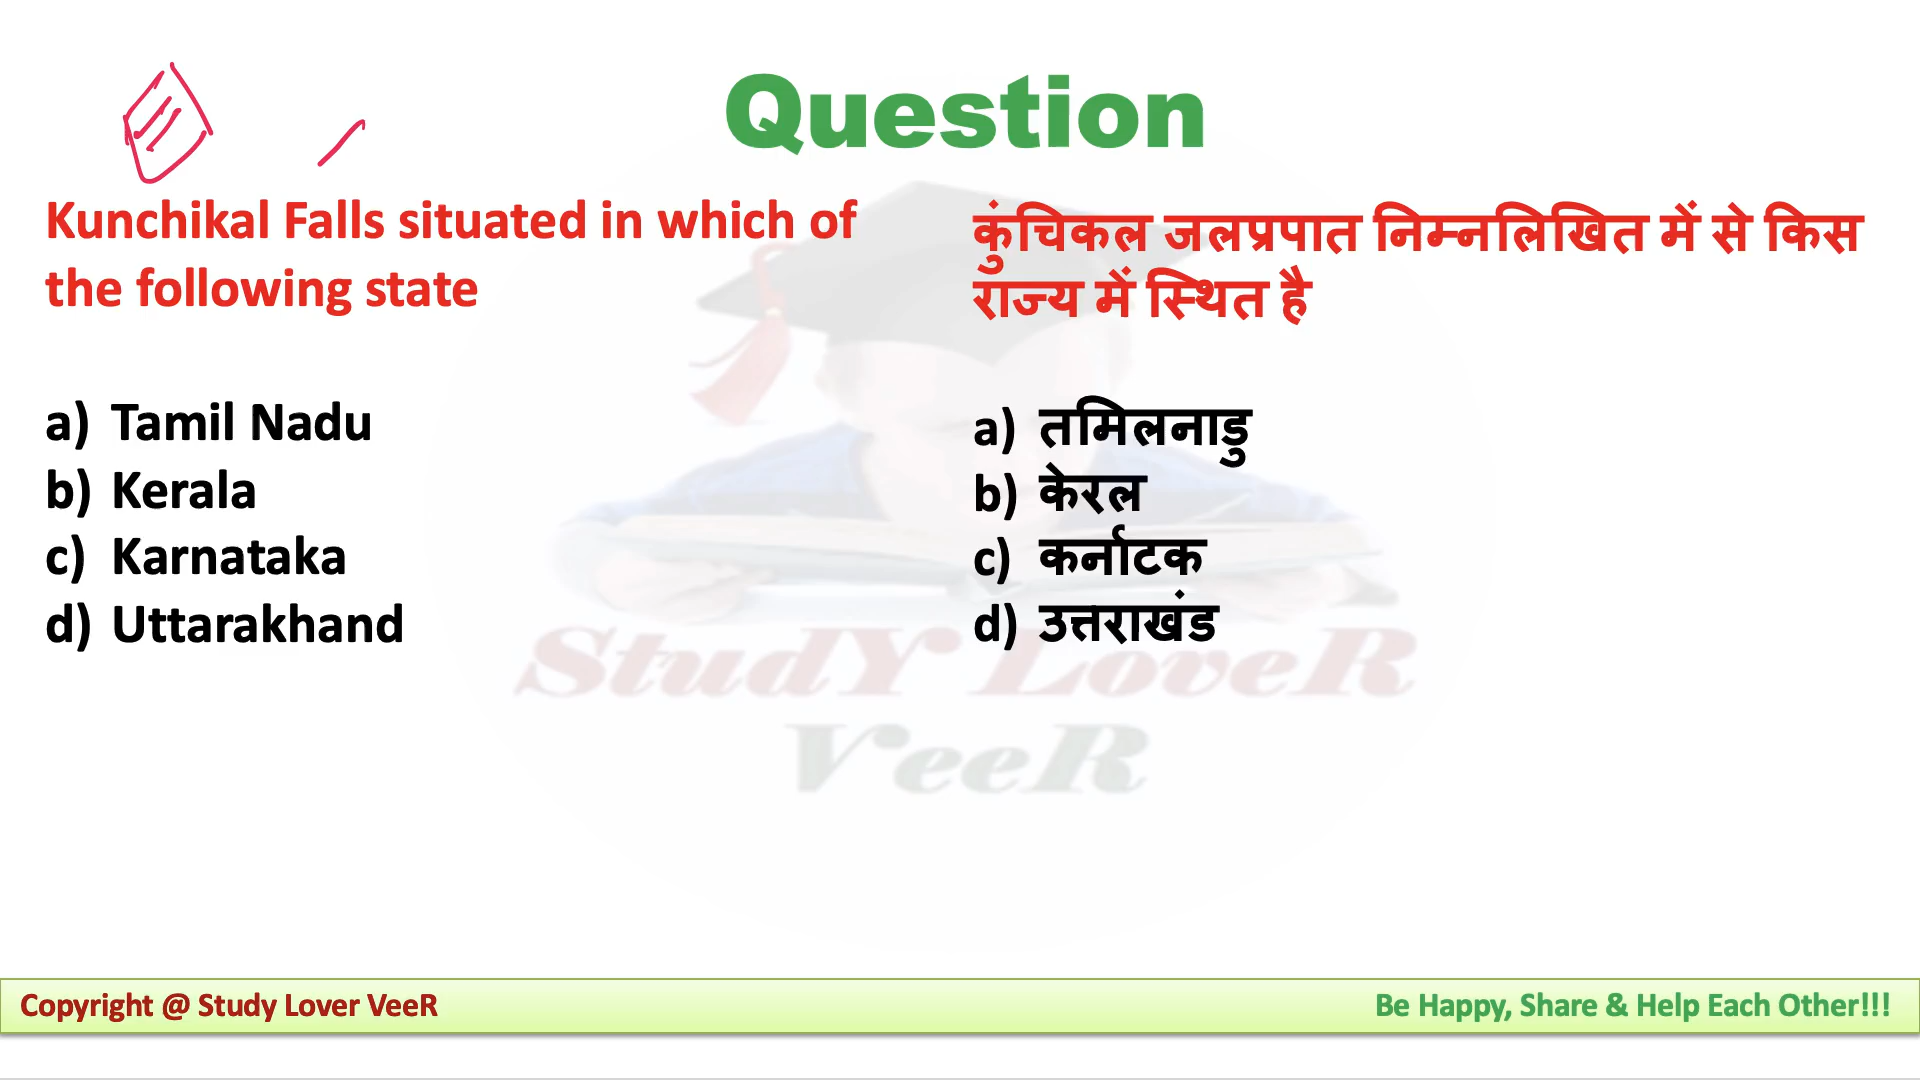 Question
Kunchikal Falls situated in which of
the following state
a) Tamil Nadu
b) Kerala
c) Karnataka
d) Uttarakhand
कुंचिकल जलप्रपात निम्नलिखित में से किस
राज्य में स्थित है
a) तमिलनाडु
b) केरल
c) कर्नाटक
d) उत्तराखंड
StudY LoveR
VeeR
Copyright @ Study Lover VeeR
Be Happy, Share & Help Each Other!!!